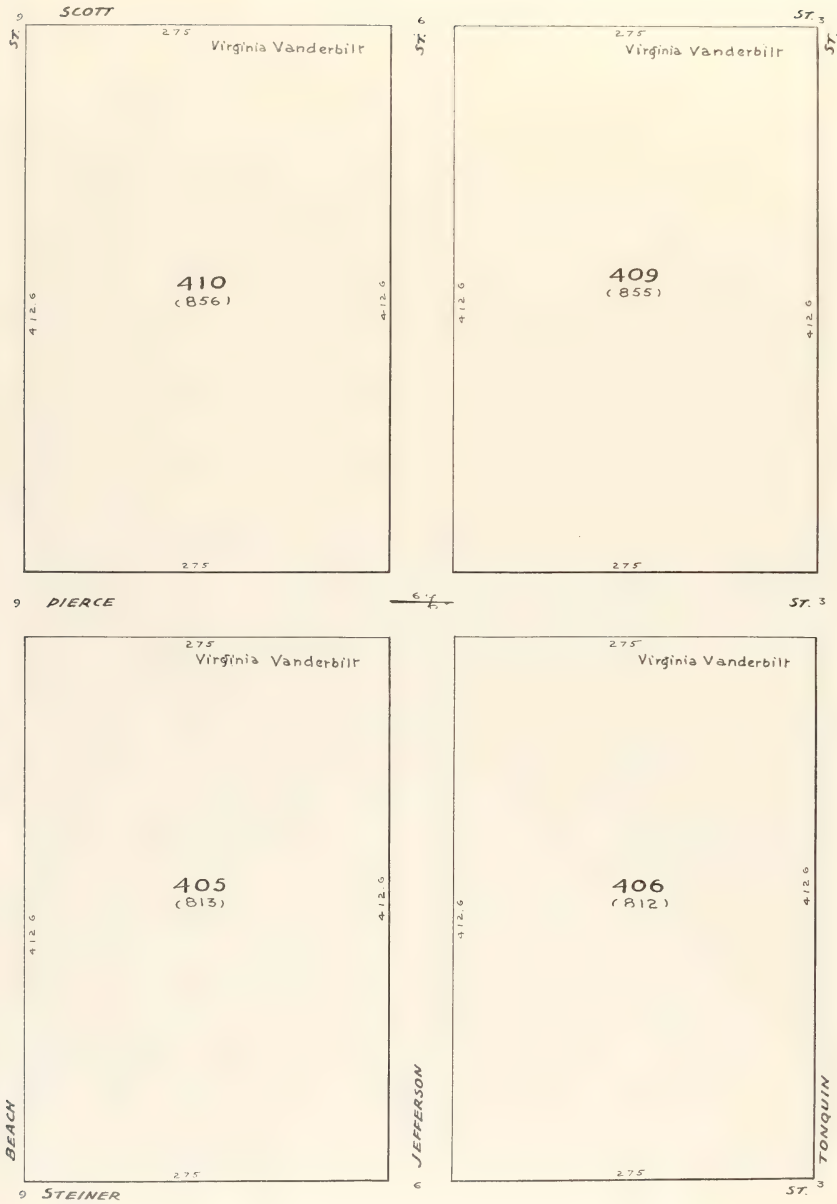 9 SCOTT 6 ST. 3
ST. ST. ST.
275 275
Virginia Vanderbilt Virginia Vanderbilt
410 409
(856) (855)
412 6 412 6 412 6 412 6
275 275
9 PIERCE 6 ST. 3
275 275
Virginia Vanderbilt Virginia Vanderbilt
405 406
(813) (812)
412 6 412.6 412.6 412 6
BEACH JEFFERSON TONQUIN
275 275
9 STEINER 6 ST. 3